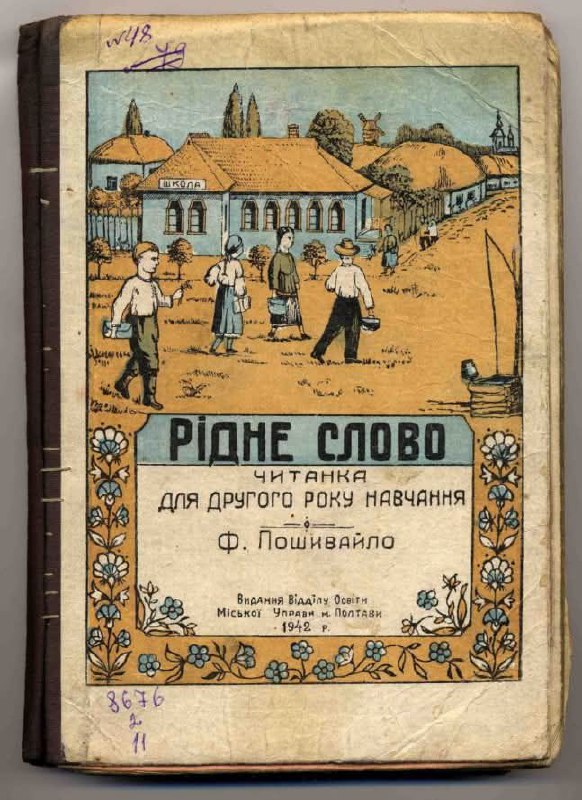 №48
ШКОЛА
РІДНЕ СЛОВО
ЧИТАНКА
ДЛЯ ДРУГОГО РОКУ НАВЧАННЯ
Ф. Пошивайло
Видання Відділу Освіти
Міської Управи м. Полтави
1942 р.
8676
2
11